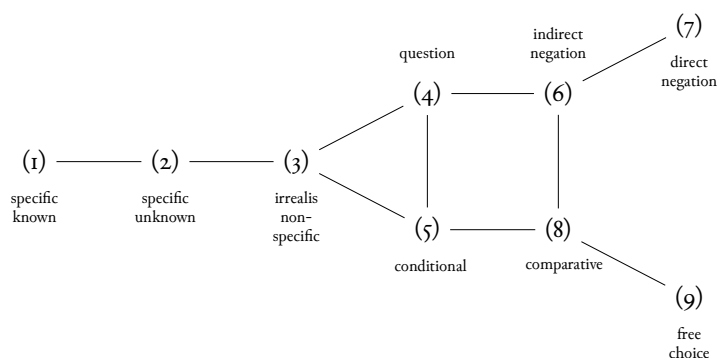 (7)
indirect
negation
question
direct
negation
(4)
(6)
(1)
(2)
(3)
specific
known
specific
unknown
irrealis
non-
specific
(5)
(8)
conditional
comparative
(9)
free
choice